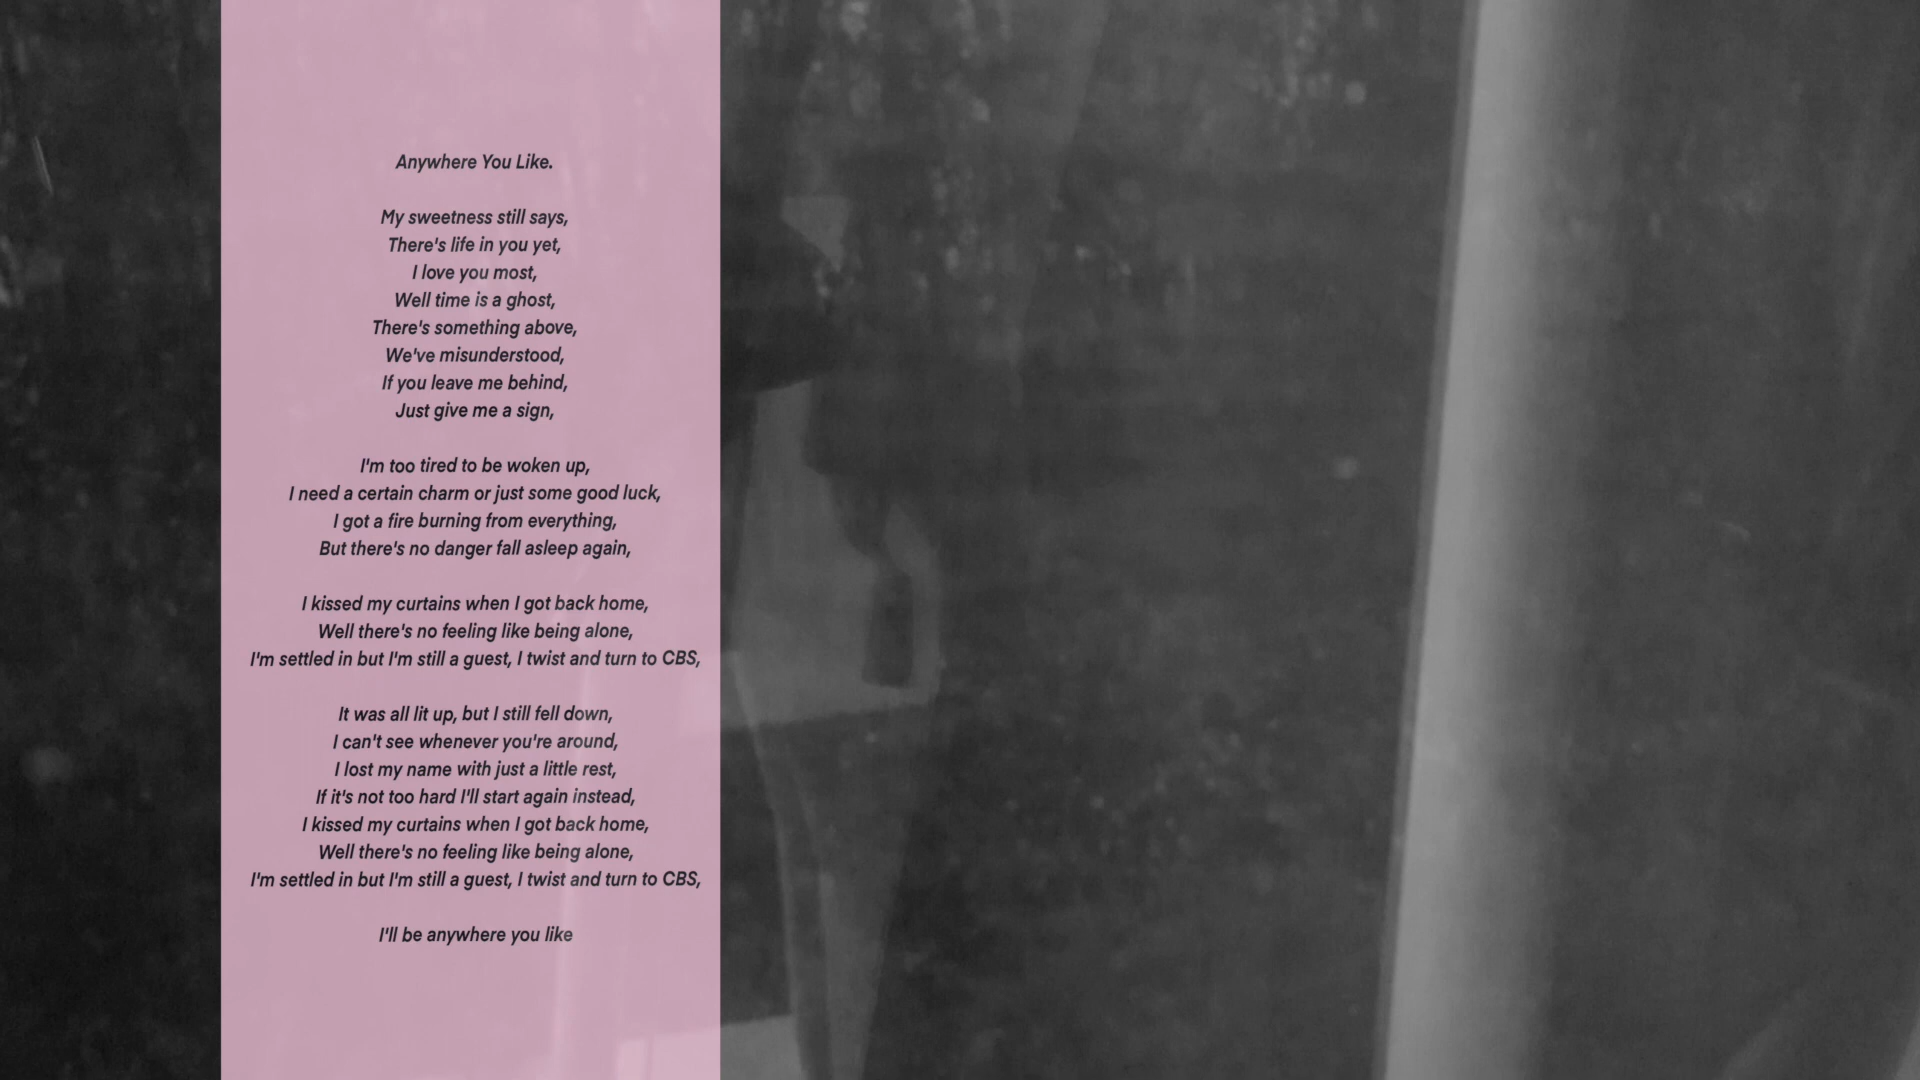 Anywhere You Like.
My sweetness still says,
There's life in you yet,
I love you most,
Well time is a ghost,
There's something above,
We've misunderstood,
If you leave me behind,
Just give me a sign,
I'm too tired to be woken up,
I need a certain charm or just some good luck,
I got a fire burning from everything,
But there's no danger fall asleep again,
I kissed my curtains when I got back home,
Well there's no feeling like being alone,
I'm settled in but I'm still a guest, I twist and turn to CBS,
It was all lit up, but I still fell down,
I can't see whenever you're around,
I lost my name with just a little rest,
If it's not too hard I'll start again instead,
I kissed my curtains when I got back home,
Well there's no feeling like being alone,
I'm settled in but I'm still a guest, I twist and turn to CBS,
I'll be anywhere you like